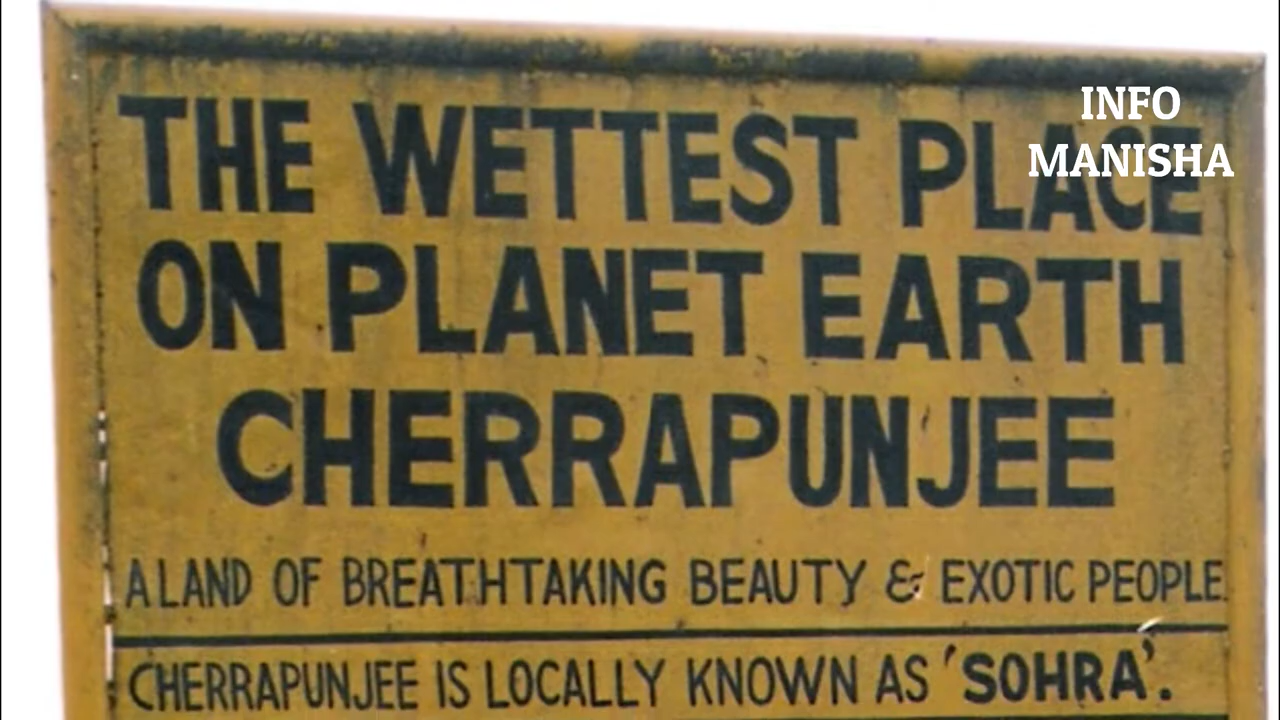 INFO
MANISHA
THE WETTEST PLACE
ON PLANET EARTH
CHERRAPUNJEE
A LAND OF BREATHTAKING BEAUTY & EXOTIC PEOPLE.
CHERRAPUNJEE IS LOCALLY KNOWN AS 'SOHRA'.